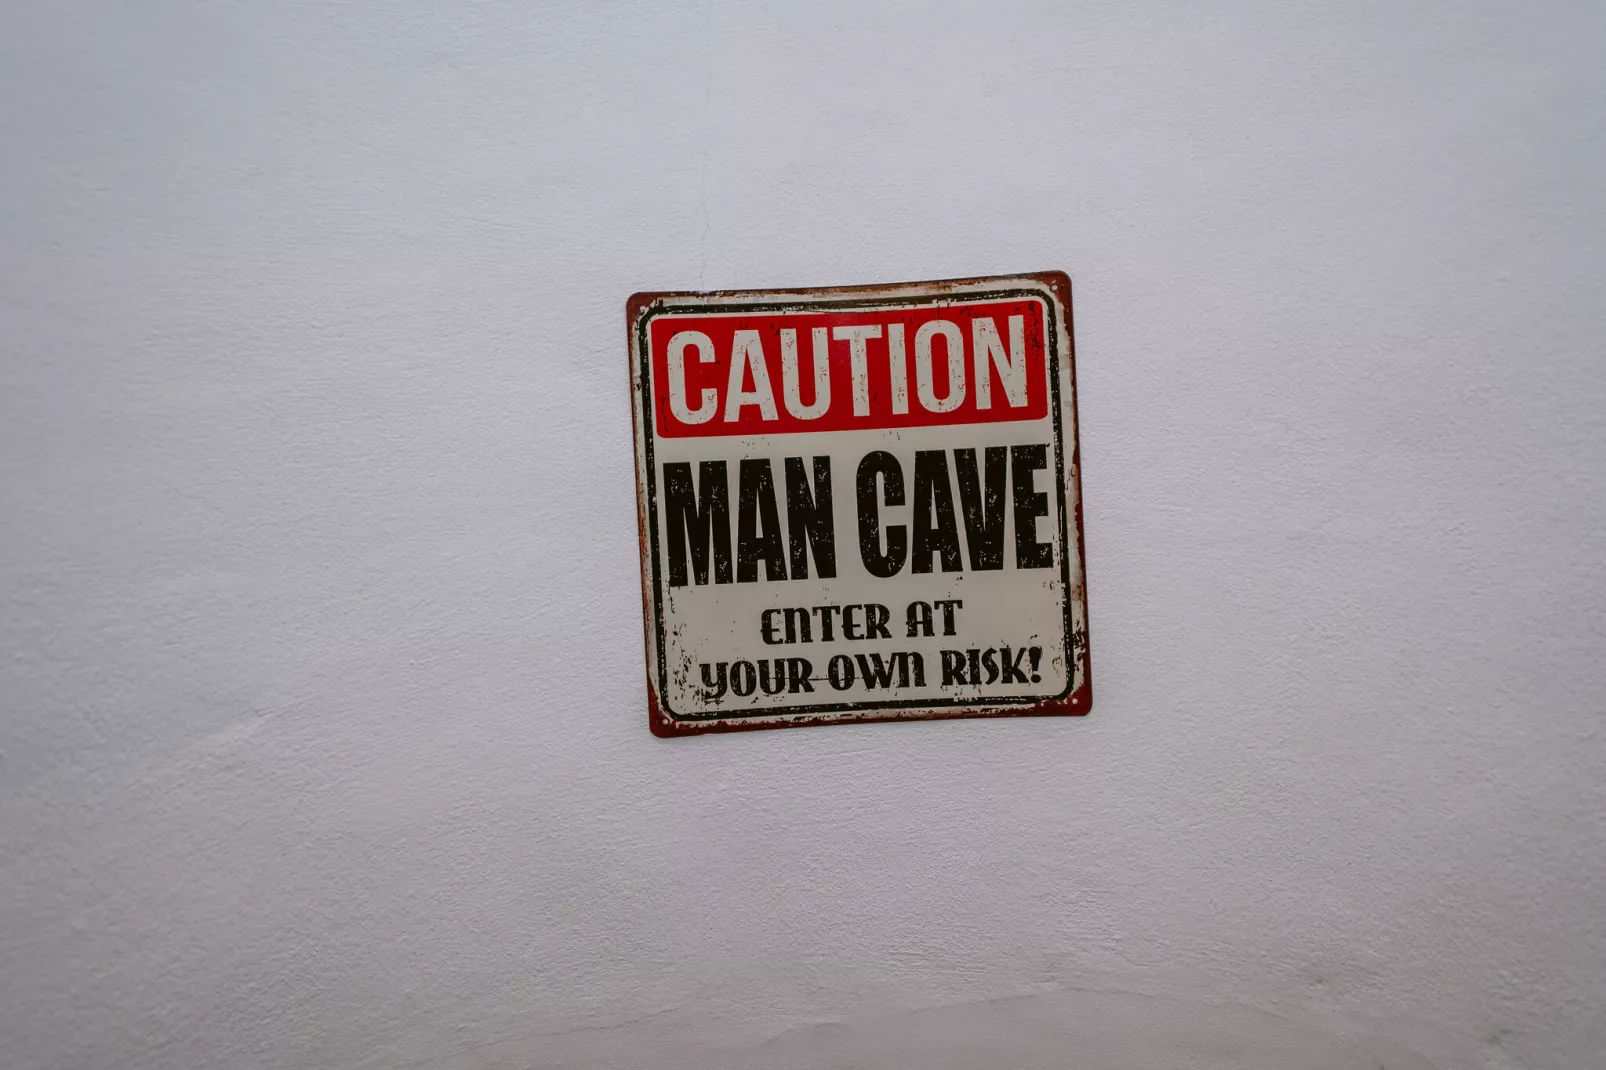 CAUTION
MAN CAVE
ENTER AT
YOUR OWN RISK!